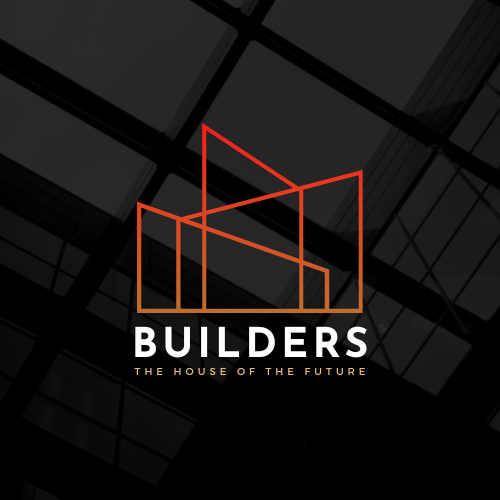 BUILDERS
THE HOUSE OF THE FUTURE